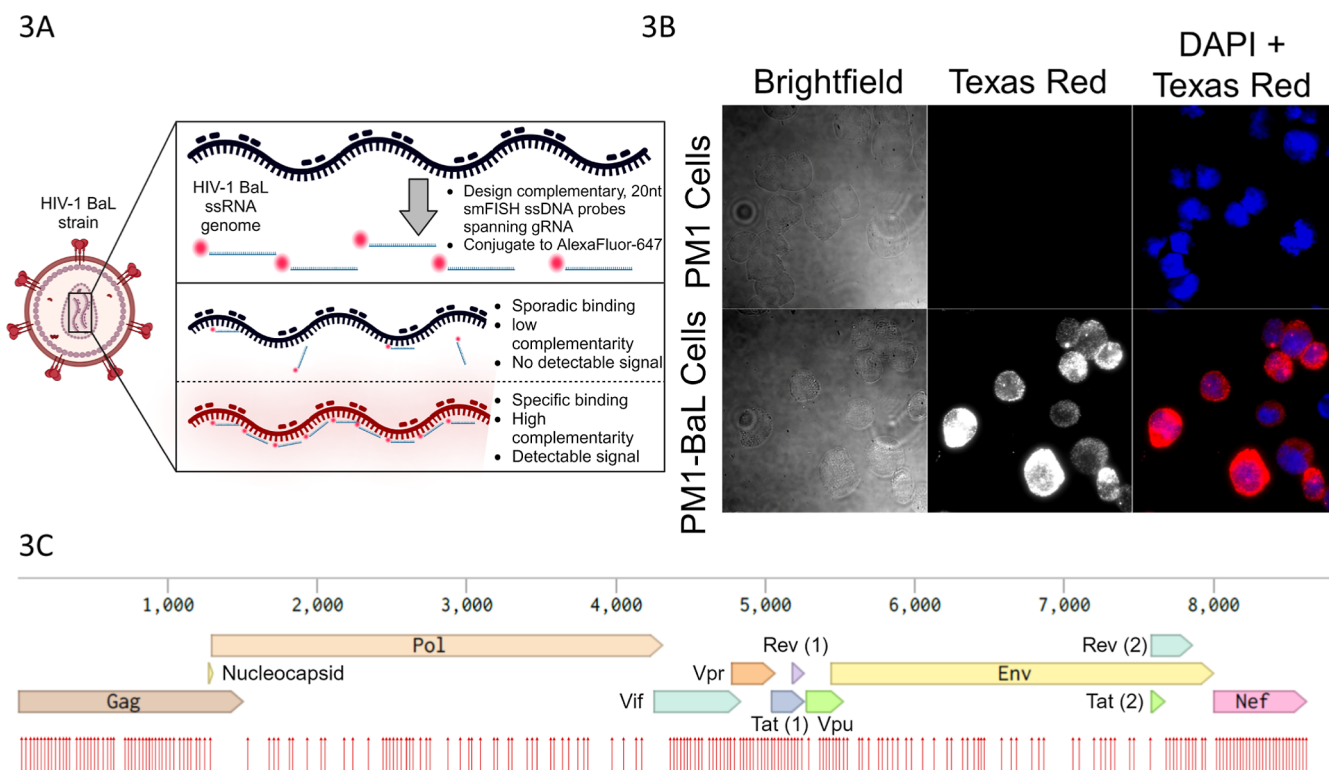 3A
HIV-1 BaL
strain
HIV-1 BaL
ssRNA
genome
• Design complementary, 20nt
smFISH ssDNA probes
spanning gRNA
• Conjugate to AlexaFluor-647
• Sporadic binding
• low
complementarity
• No detectable signal
• Specific binding
• High
complementarity
• Detectable signal
3B
Brightfield
Texas Red
DAPI +
Texas Red
PM1 Cells
PM1-BaL Cells
3C
1,000
2,000
3,000
4,000
5,000
6,000
7,000
8,000
Pol
Rev (1)
Rev (2)
Nucleocapsid
Vpr
Env
Gag
Vif
Tat (1)
Vpu
Tat (2)
Nef